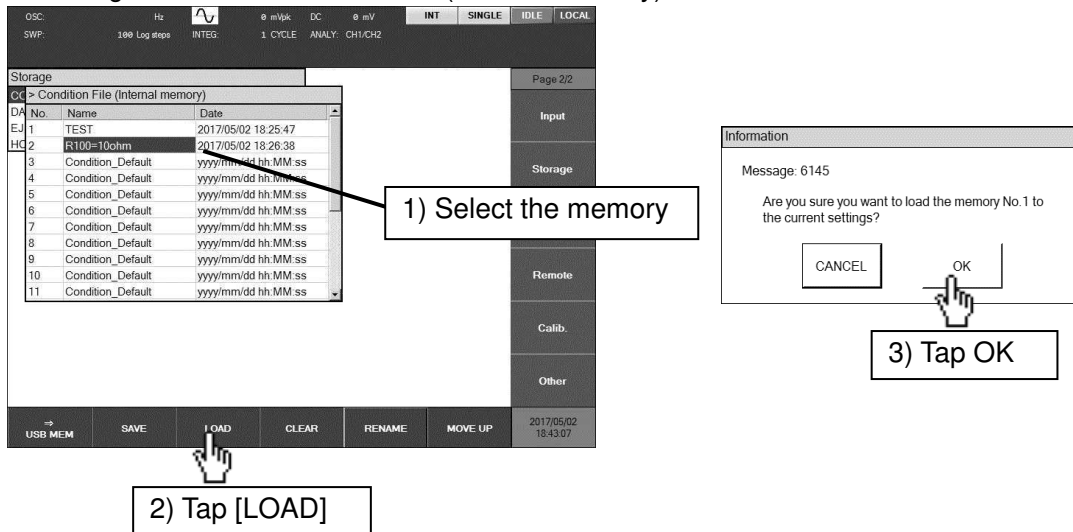 OSC: Hz 0 mVpk DC 0 mV INT SINGLE IDLE LOCAL
SWP: 100 Log steps INTEG: 1 CYCLE ANALY: CH1/CH2
Storage
> Condition File (Internal memory)
No. Name Date
1 TEST 2017/05/02 18:25:47
2 R100=10ohm 2017/05/02 18:26:38
3 Condition_Default yyyy/mm/dd hh:MM:ss
4 Condition_Default yyyy/mm/dd hh:MM:ss
5 Condition_Default yyyy/mm/dd hh:MM:ss
6 Condition_Default yyyy/mm/dd hh:MM:ss
7 Condition_Default yyyy/mm/dd hh:MM:ss
8 Condition_Default yyyy/mm/dd hh:MM:ss
9 Condition_Default yyyy/mm/dd hh:MM:ss
10 Condition_Default yyyy/mm/dd hh:MM:ss
11 Condition_Default yyyy/mm/dd hh:MM:ss
Page 2/2
Input
Storage
Remote
Calib.
Other
1) Select the memory
⇒
USB MEM SAVE LOAD CLEAR RENAME MOVE UP
2017/05/02
18:43:07
2) Tap [LOAD]
Information
Message: 6145
Are you sure you want to load the memory No.1 to
the current settings?
CANCEL OK
3) Tap OK